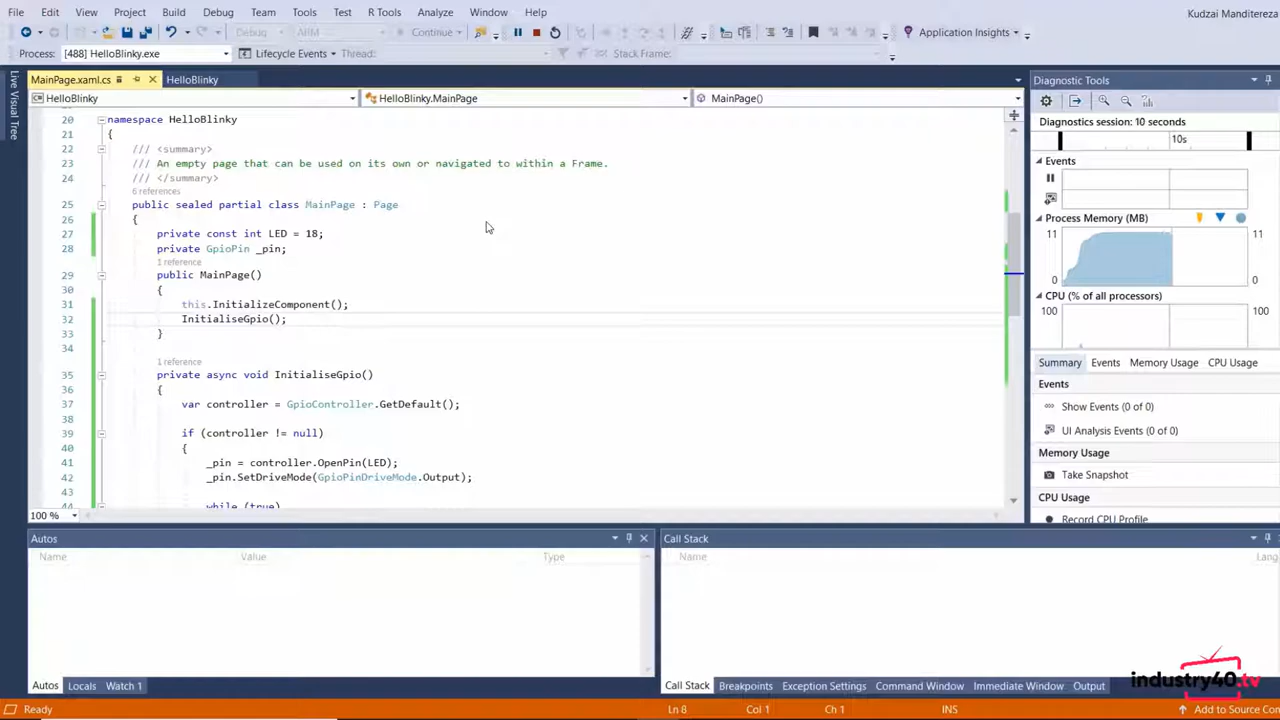 File Edit View Project Build Debug Team Tools Test R Tools Analyze Window Help
Kudzai Manditereza
Debug ARM Continue Application Insights
Process: [488] HelloBlinky.exe Lifecycle Events Thread: Stack Frame:
Live Visual Tree
MainPage.xaml.cs HelloBlinky
HelloBlinky HelloBlinky.MainPage MainPage()
20 namespace HelloBlinky
21 {
22 /// <summary>
23 /// An empty page that can be used on its own or navigated to within a Frame.
24 /// </summary>
6 references
25 public sealed partial class MainPage : Page
26 {
27 private const int LED = 18;
28 private GpioPin _pin;
1 reference
29 public MainPage()
30 {
31 this.InitializeComponent();
32 InitialiseGpio();
33 }
34
1 reference
35 private async void InitialiseGpio()
36 {
37 var controller = GpioController.GetDefault();
38
39 if (controller != null)
40 {
41 _pin = controller.OpenPin(LED);
42 _pin.SetDriveMode(GpioPinDriveMode.Output);
43
44 while (true)
100 %
Diagnostic Tools
Diagnostics session: 10 seconds
10s
Events
Process Memory (MB)
11 11
0 0
CPU (% of all processors)
100 100
Summary Events Memory Usage CPU Usage
Events
Show Events (0 of 0)
UI Analysis Events (0 of 0)
Memory Usage
Take Snapshot
CPU Usage
Record CPU Profile
Autos
Name Value Type
Autos Locals Watch 1
Call Stack
Name Lang
Call Stack Breakpoints Exception Settings Command Window Immediate Window Output
industry40.tv
Ready Ln 8 Col 1 Ch 1 INS Add to Source Con